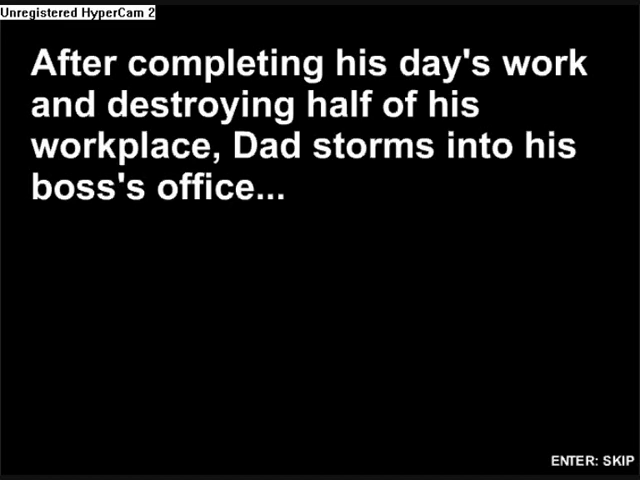 Unregistered HyperCam 2
After completing his day's work
and destroying half of his
workplace, Dad storms into his
boss's office...
ENTER: SKIP